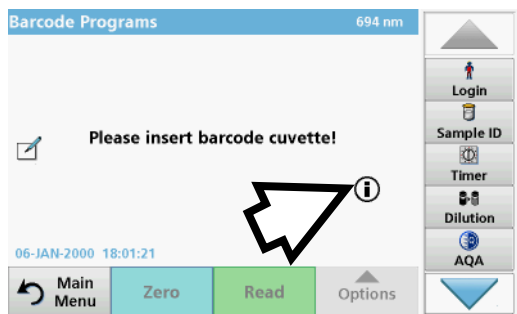 Barcode Programs 694 nm
Please insert barcode cuvette!
i
06-JAN-2000 18:01:21
Main
Menu
Zero
Read
Options
Login
Sample ID
Timer
Dilution
AQA